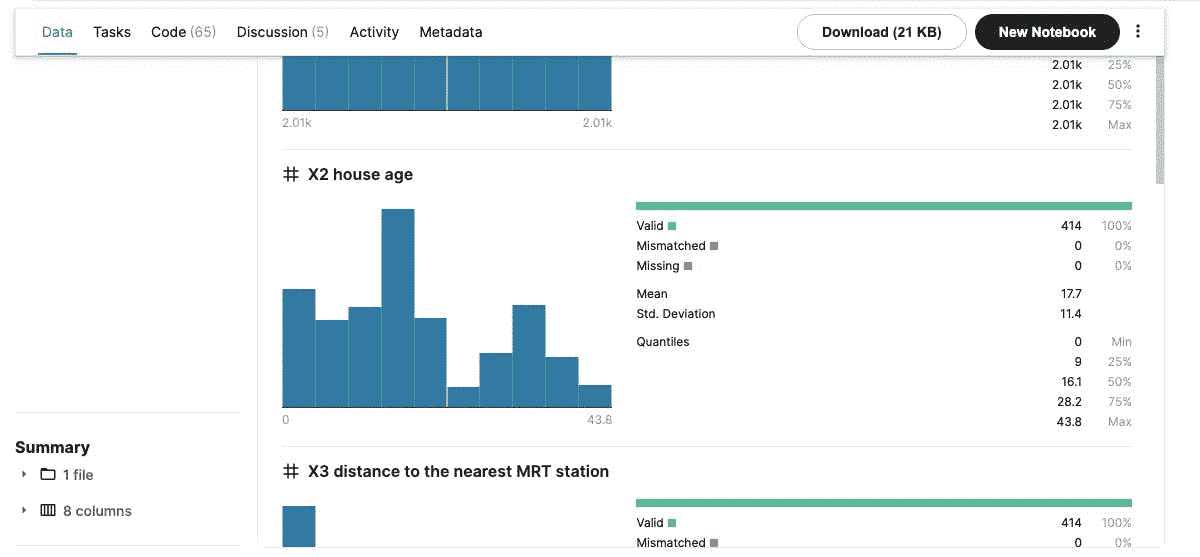 Data Tasks Code (65) Discussion (5) Activity Metadata Download (21 KB) New Notebook
2.01k 25%
2.01k 50%
2.01k 75%
2.01k 2.01k 2.01k Max
# X2 house age
Valid 414 100%
Mismatched 0 0%
Missing 0 0%
Mean 17.7
Std. Deviation 11.4
Quantiles 0 Min
9 25%
16.1 50%
28.2 75%
0 43.8 43.8 Max
Summary
1 file
8 columns
# X3 distance to the nearest MRT station
Valid 414 100%
Mismatched 0 0%